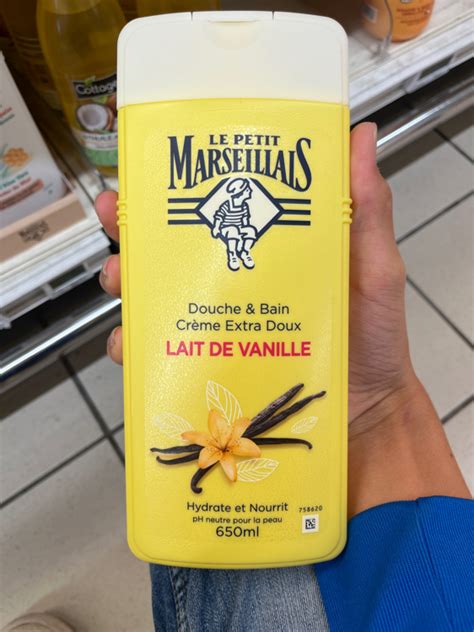 LE PETIT
MARSEILLAIS
Douche & Bain
Crème Extra Doux
LAIT DE VANILLE
Hydrate et Nourrit
pH neutre pour la peau
650ml
758620
Cottage